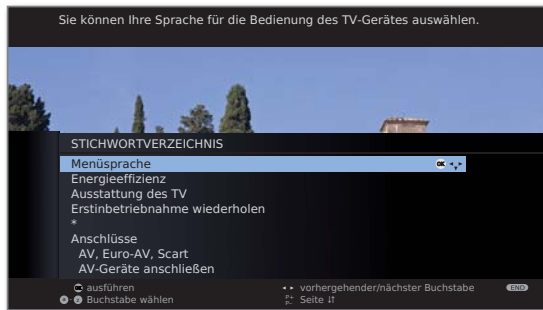 Sie können Ihre Sprache für die Bedienung des TV-Gerätes auswählen.
STICHWORTVERZEICHNIS
Menüsprache OK
Energieeffizienz
Ausstattung des TV
Erstinbetriebnahme wiederholen
*
Anschlüsse
AV, Euro-AV, Scart
AV-Geräte anschließen
OK ausführen ◂ ▸ vorhergehender/nächster Buchstabe END
Buchstabe wählen P+ P- Seite ↓↑